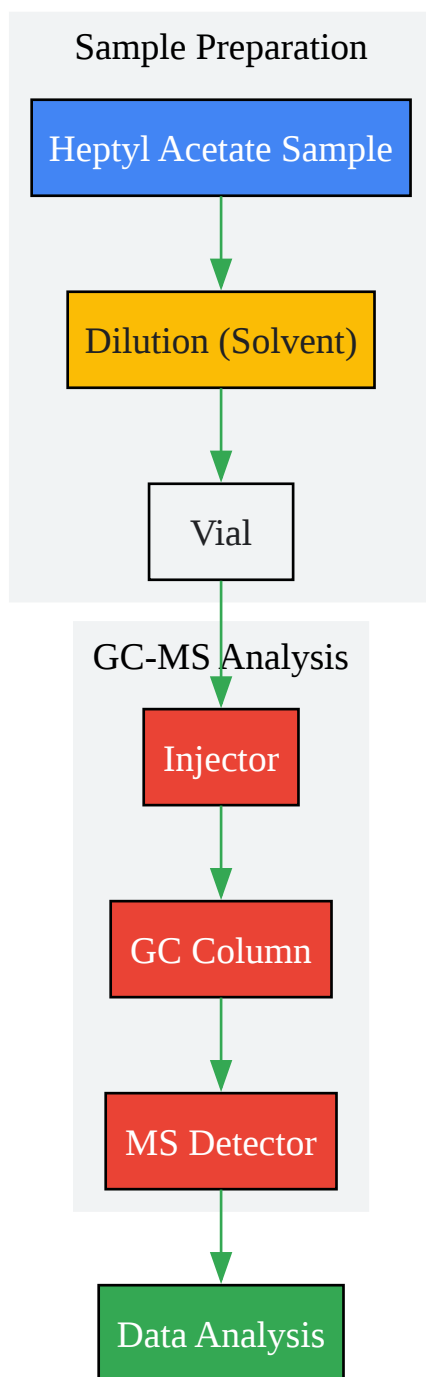 Sample Preparation
Heptyl Acetate Sample
Dilution (Solvent)
Vial
GC-MS Analysis
Injector
GC Column
MS Detector
Data Analysis